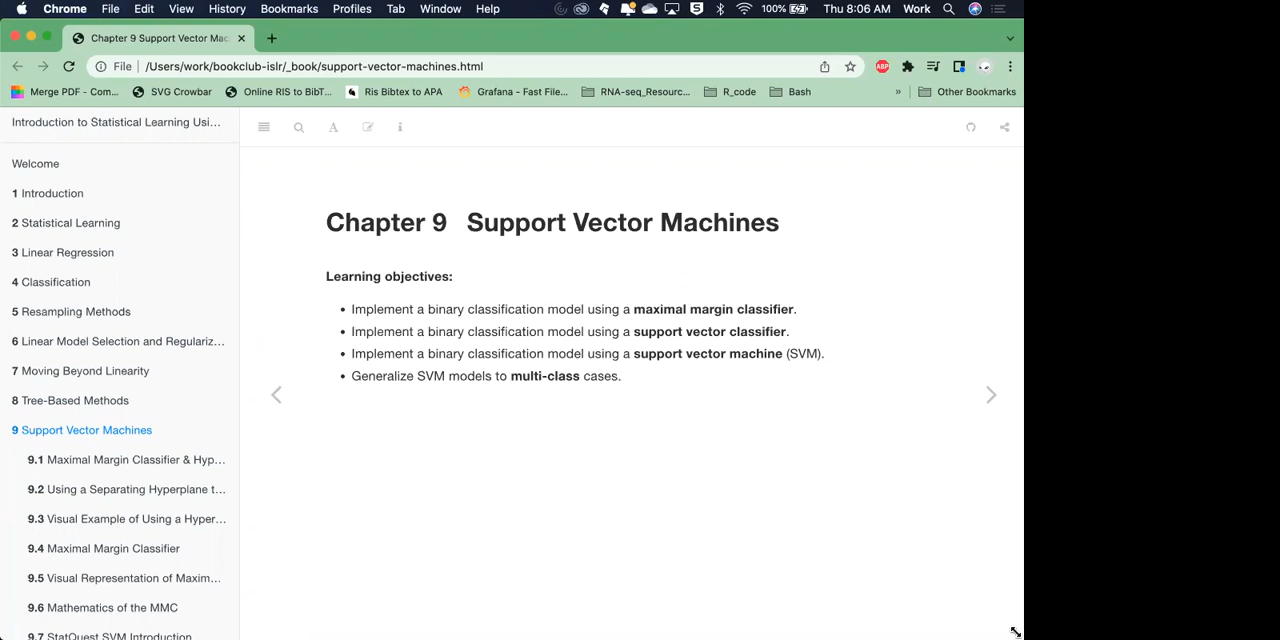 Chrome File Edit View History Bookmarks Profiles Tab Window Help 100% Thu 8:06 AM Work
Chapter 9 Support Vector Mac
File /Users/work/bookclub-islr/_book/support-vector-machines.html ABP
Merge PDF - Com... SVG Crowbar Online RIS to BibT... Ris Bibtex to APA Grafana - Fast File... RNA-seq_Resourc... R_code Bash » Other Bookmarks
Introduction to Statistical Learning Usi...
Welcome
1 Introduction
2 Statistical Learning
3 Linear Regression
4 Classification
5 Resampling Methods
6 Linear Model Selection and Regulariz...
7 Moving Beyond Linearity
8 Tree-Based Methods
9 Support Vector Machines
9.1 Maximal Margin Classifier & Hyp...
9.2 Using a Separating Hyperplane t...
9.3 Visual Example of Using a Hyper...
9.4 Maximal Margin Classifier
9.5 Visual Representation of Maxim...
9.6 Mathematics of the MMC
9.7 StatQuest SVM Introduction
Chapter 9 Support Vector Machines
Learning objectives:
• Implement a binary classification model using a maximal margin classifier.
• Implement a binary classification model using a support vector classifier.
• Implement a binary classification model using a support vector machine (SVM).
• Generalize SVM models to multi-class cases.